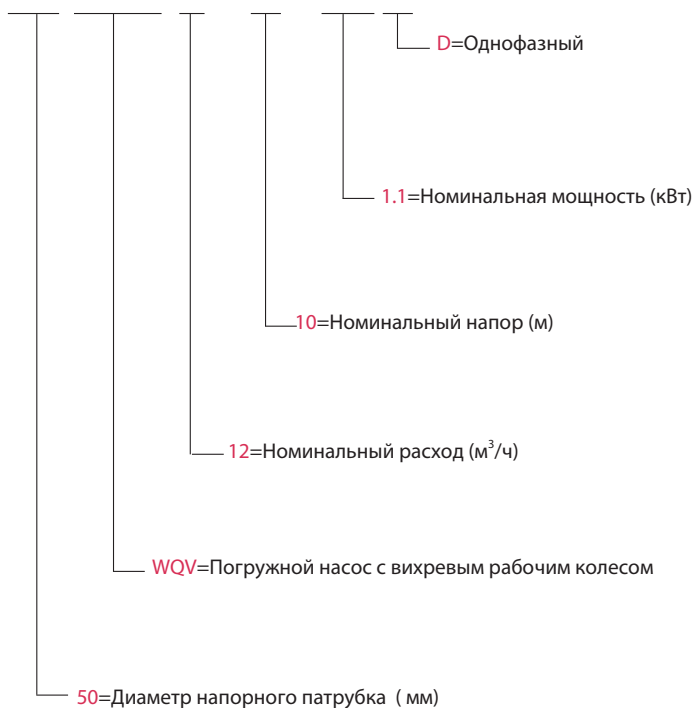 D=Однофазный
1.1=Номинальная мощность (кВт)
10=Номинальный напор (м)
12=Номинальный расход (м³/ч)
WQV=Погружной насос с вихревым рабочим колесом
50=Диаметр напорного патрубка ( мм)